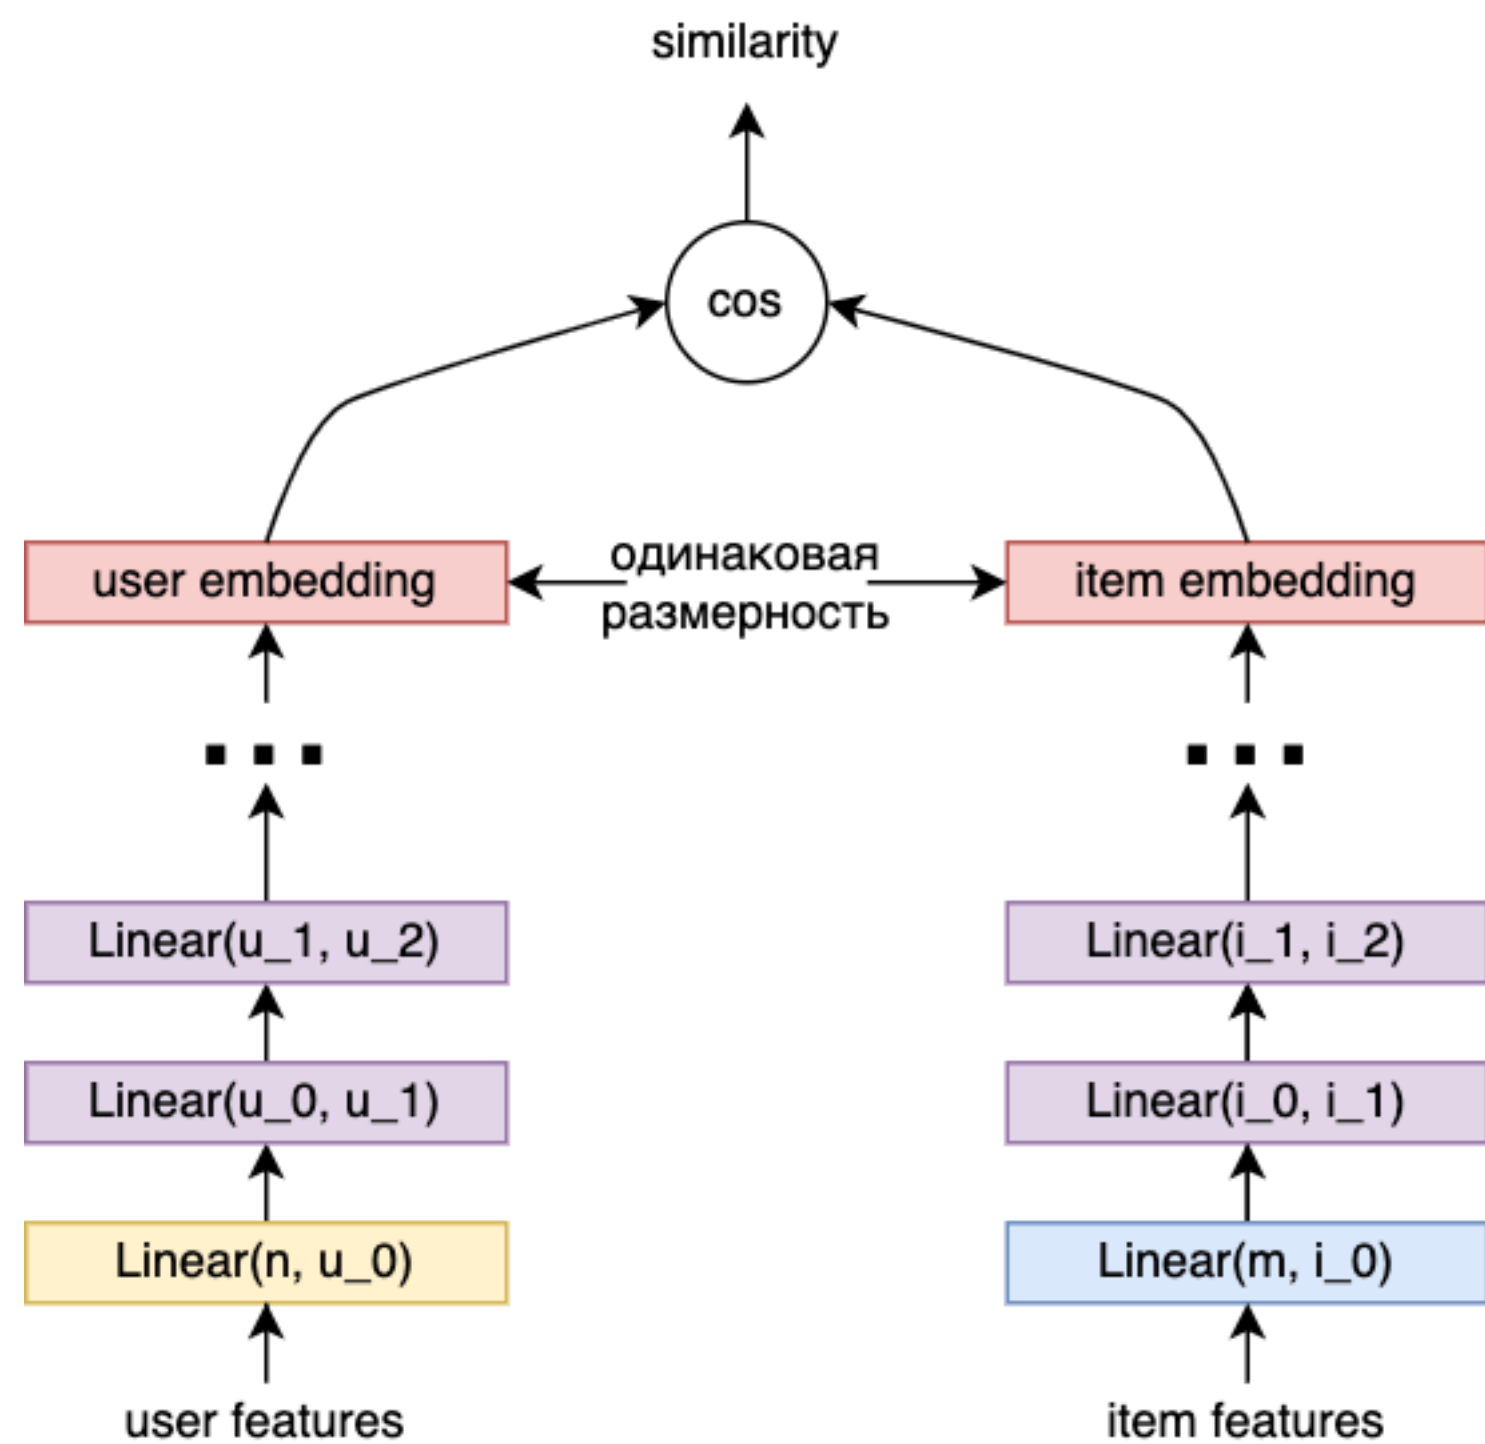 similarity
cos
user embedding
одинаковая
размерность
item embedding
Linear(u_1, u_2)
Linear(i_1, i_2)
Linear(u_0, u_1)
Linear(i_0, i_1)
Linear(n, u_0)
Linear(m, i_0)
user features
item features